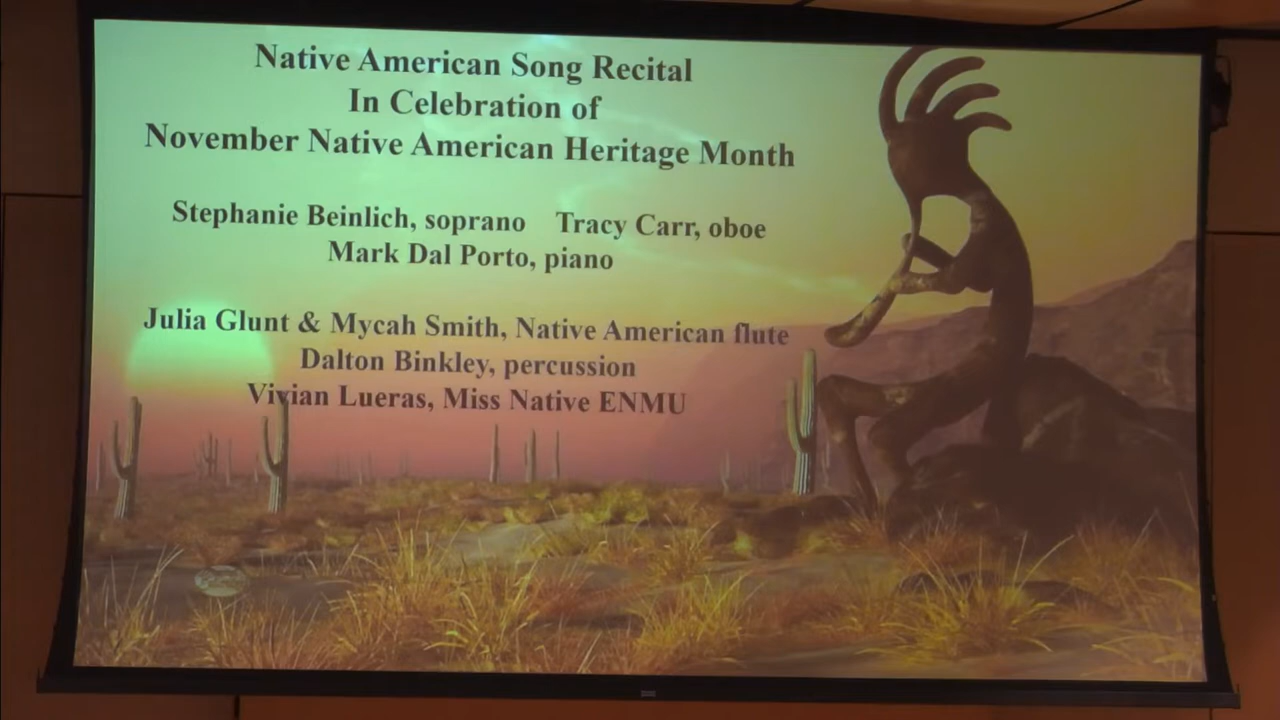 Native American Song Recital
In Celebration of
November Native American Heritage Month
Stephanie Beinlich, soprano Tracy Carr, oboe
Mark Dal Porto, piano
Julia Glunt & Mycah Smith, Native American flute
Dalton Binkley, percussion
Vivian Lueras, Miss Native ENMU